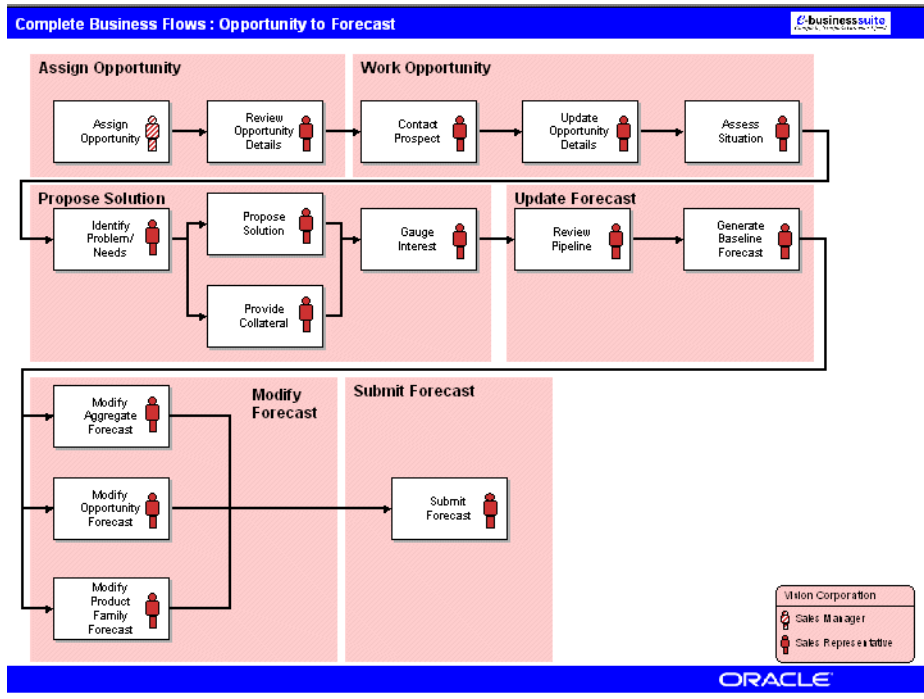 Complete Business Flows : Opportunity to Forecast
e-businesssuite
Assign Opportunity
Work Opportunity
Assign
Opportunity
Review
Opportunity
Details
Contact
Prospect
Update
Opportunity
Details
Assess
Situation
Propose Solution
Update Forecast
Identify
Problem/
Needs
Propose
Solution
Provide
Collateral
Gauge
Interest
Review
Pipeline
Generate
Baseline
Forecast
Modify
Forecast
Submit Forecast
Modify
Aggregate
Forecast
Modify
Opportunity
Forecast
Modify
Product
Family
Forecast
Submit
Forecast
Vision Corporation
Sales Manager
Sales Representative
ORACLE